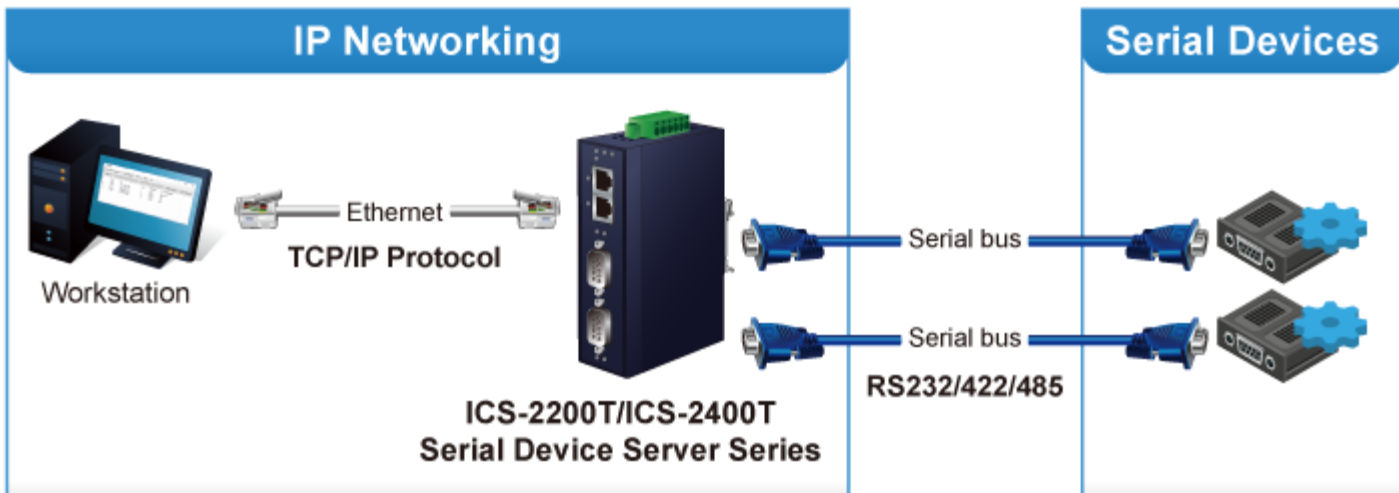 IP Networking
Serial Devices
Ethernet
TCP/IP Protocol
Workstation
Serial bus
Serial bus
RS232/422/485
ICS-2200T/ICS-2400T
Serial Device Server Series